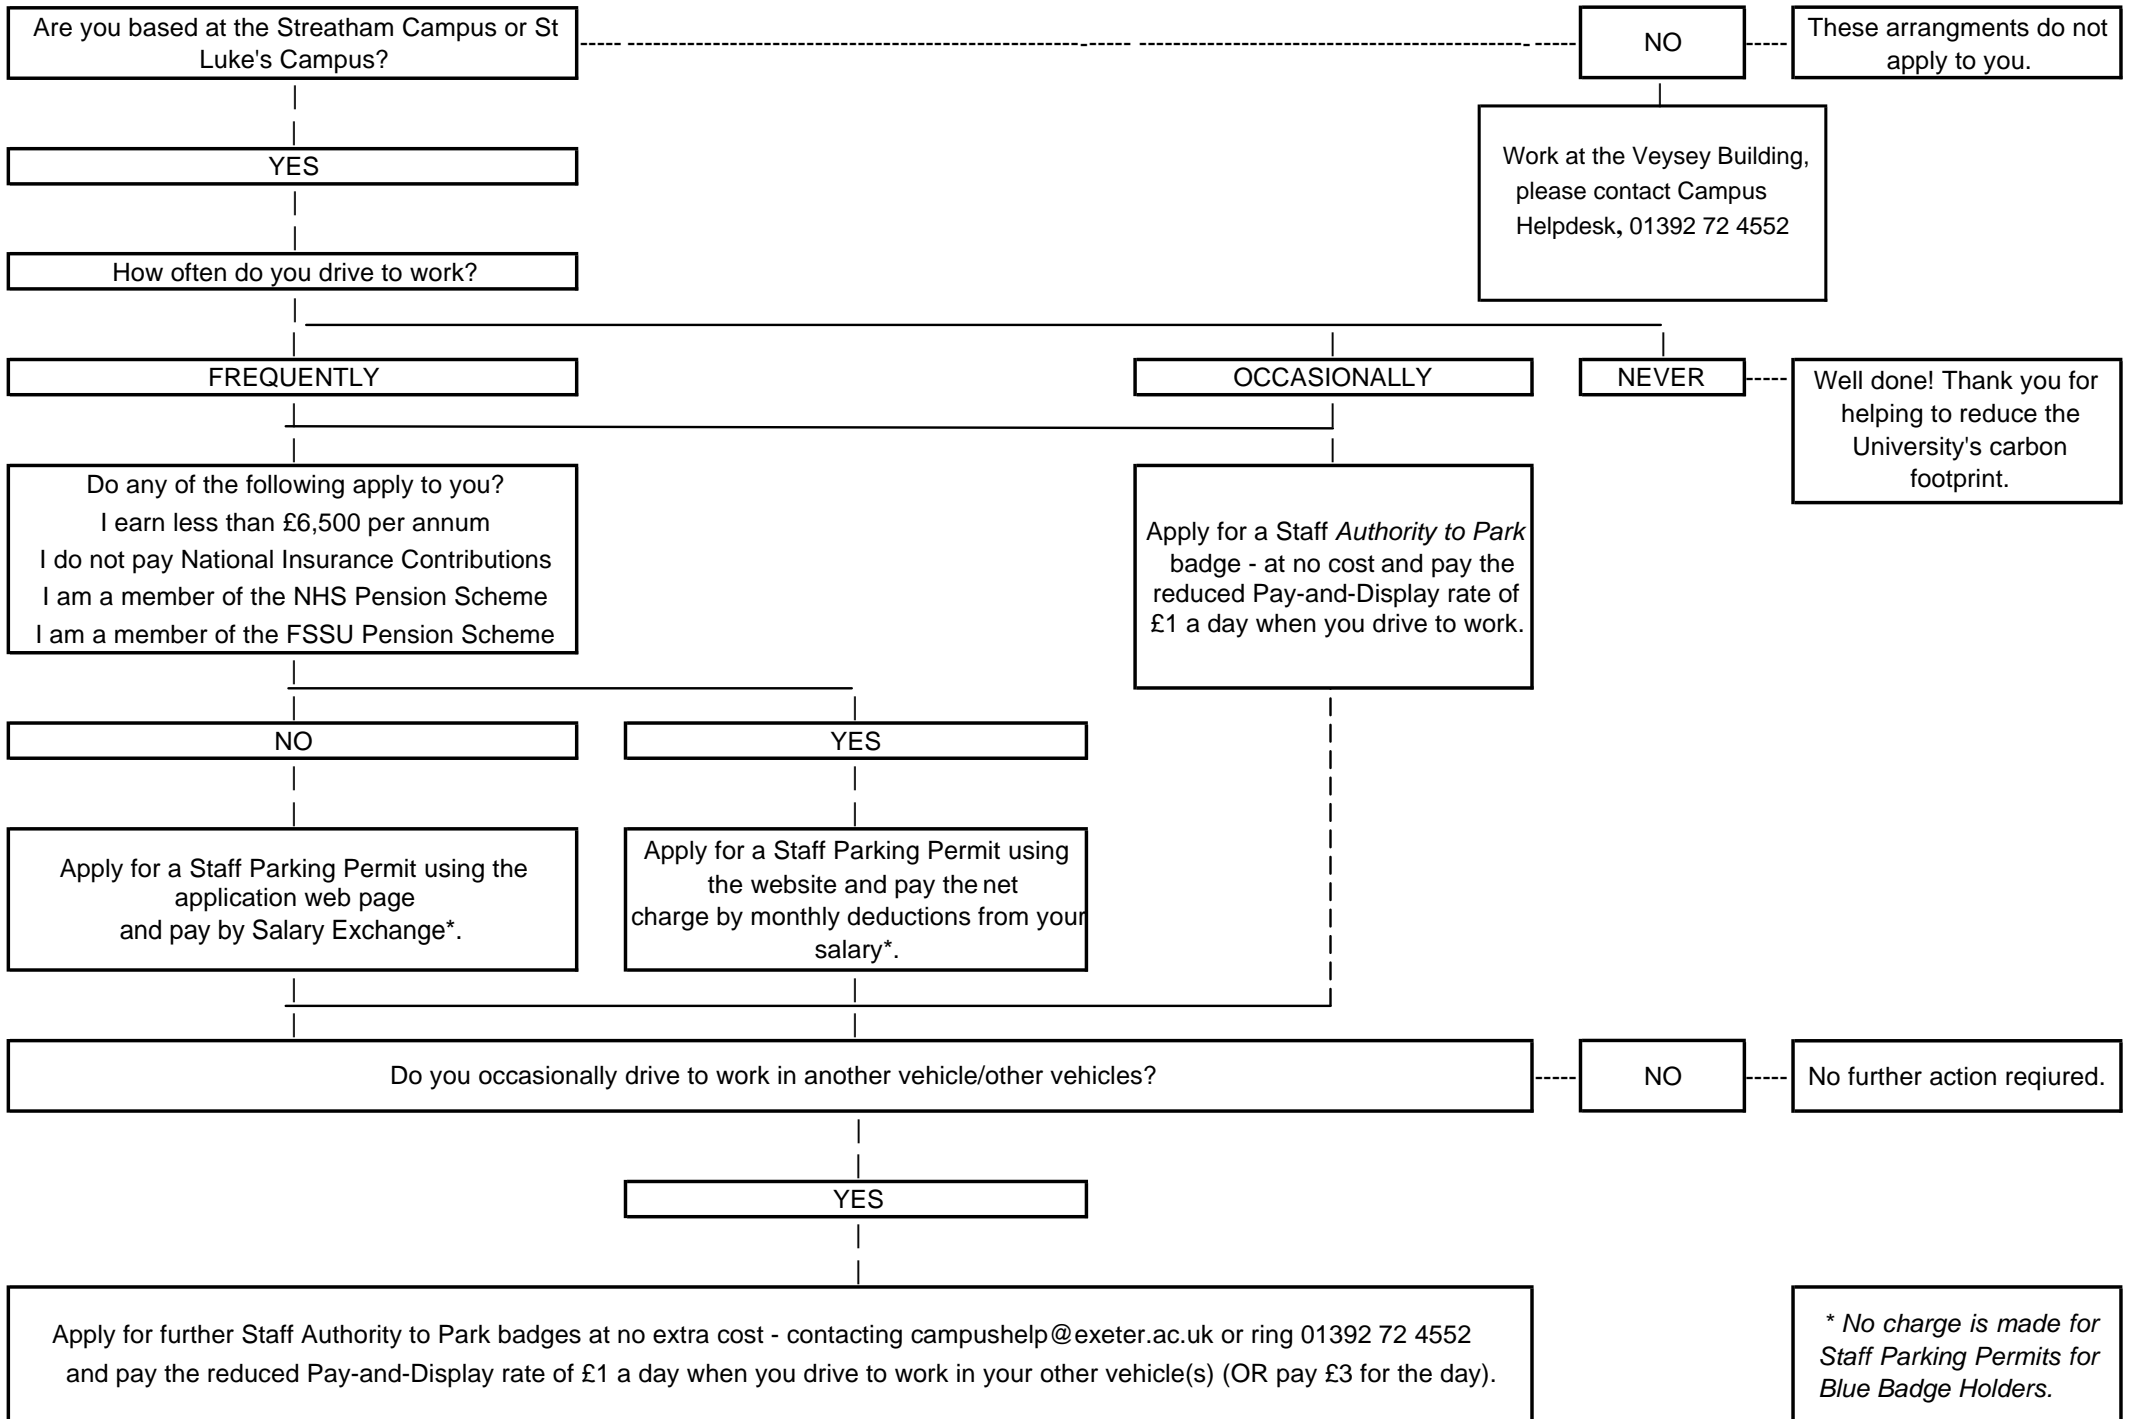 Are you based at the Streatham Campus or St
Luke's Campus?
NO
These arrangments do not
apply to you.
Work at the Veysey Building,
please contact Campus
Helpdesk, 01392 72 4552
YES
How often do you drive to work?
FREQUENTLY
OCCASIONALLY
NEVER
Well done! Thank you for
helping to reduce the
University's carbon
footprint.
Do any of the following apply to you?
I earn less than £6,500 per annum
I do not pay National Insurance Contributions
I am a member of the NHS Pension Scheme
I am a member of the FSSU Pension Scheme
Apply for a Staff Authority to Park
badge - at no cost and pay the
reduced Pay-and-Display rate of
£1 a day when you drive to work.
NO
YES
Apply for a Staff Parking Permit using the
application web page
and pay by Salary Exchange*.
Apply for a Staff Parking Permit using
the website and pay the net
charge by monthly deductions from your
salary*.
Do you occasionally drive to work in another vehicle/other vehicles?
NO
No further action reqiured.
YES
Apply for further Staff Authority to Park badges at no extra cost - contacting campushelp@exeter.ac.uk or ring 01392 72 4552
and pay the reduced Pay-and-Display rate of £1 a day when you drive to work in your other vehicle(s) (OR pay £3 for the day).
* No charge is made for
Staff Parking Permits for
Blue Badge Holders.